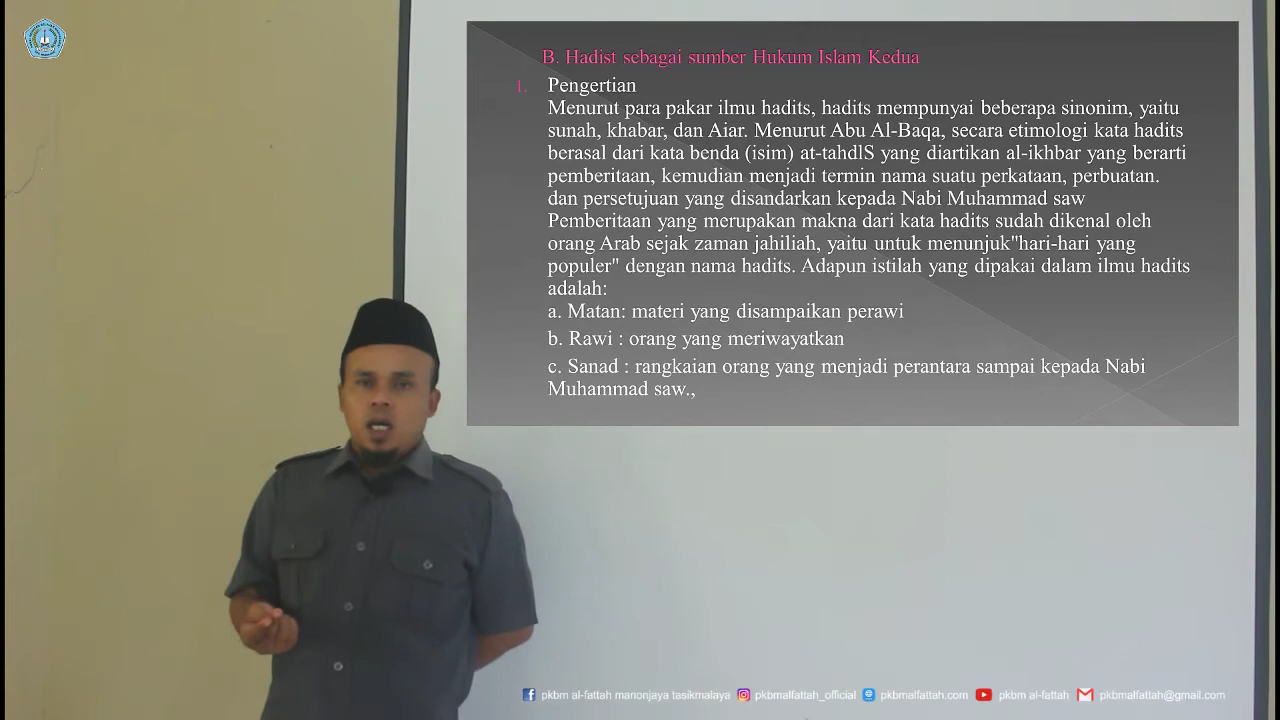 B. Hadist sebagai sumber Hukum Islam Kedua
1. Pengertian
Menurut para pakar ilmu hadits, hadits mempunyai beberapa sinonim, yaitu
sunah, khabar, dan Aiar. Menurut Abu Al-Baqa, secara etimologi kata hadits
berasal dari kata benda (isim) at-tahdlS yang diartikan al-ikhbar yang berarti
pemberitaan, kemudian menjadi termin nama suatu perkataan, perbuatan.
dan persetujuan yang disandarkan kepada Nabi Muhammad saw
Pemberitaan yang merupakan makna dari kata hadits sudah dikenal oleh
orang Arab sejak zaman jahiliah, yaitu untuk menunjuk"hari-hari yang
populer" dengan nama hadits. Adapun istilah yang dipakai dalam ilmu hadits
adalah:
a. Matan: materi yang disampaikan perawi
b. Rawi : orang yang meriwayatkan
c. Sanad : rangkaian orang yang menjadi perantara sampai kepada Nabi
Muhammad saw.,
pkbm al-fattah manonjaya tasikmalaya pkbmalfattah_official pkbmalfattah.com pkbm al-fattah pkbmalfattah@gmail.com